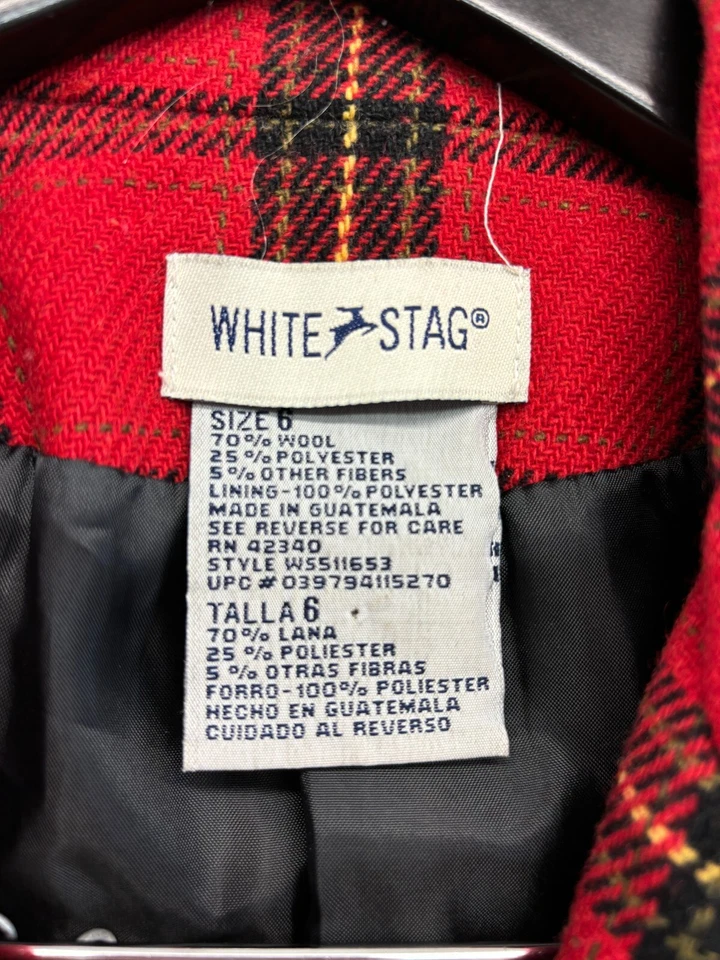 WHITE STAG®
SIZE 6
70% WOOL
25% POLYESTER
5% OTHER FIBERS
LINING-100% POLYESTER
MADE IN GUATEMALA
SEE REVERSE FOR CARE
RN 42340
STYLE WS511653
UPC # 039794115270
TALLA 6
70% LANA
25% POLIESTER
5% OTRAS FIBRAS
FORRO-100% POLIESTER
HECHO EN GUATEMALA
CUIDADO AL REVERSO